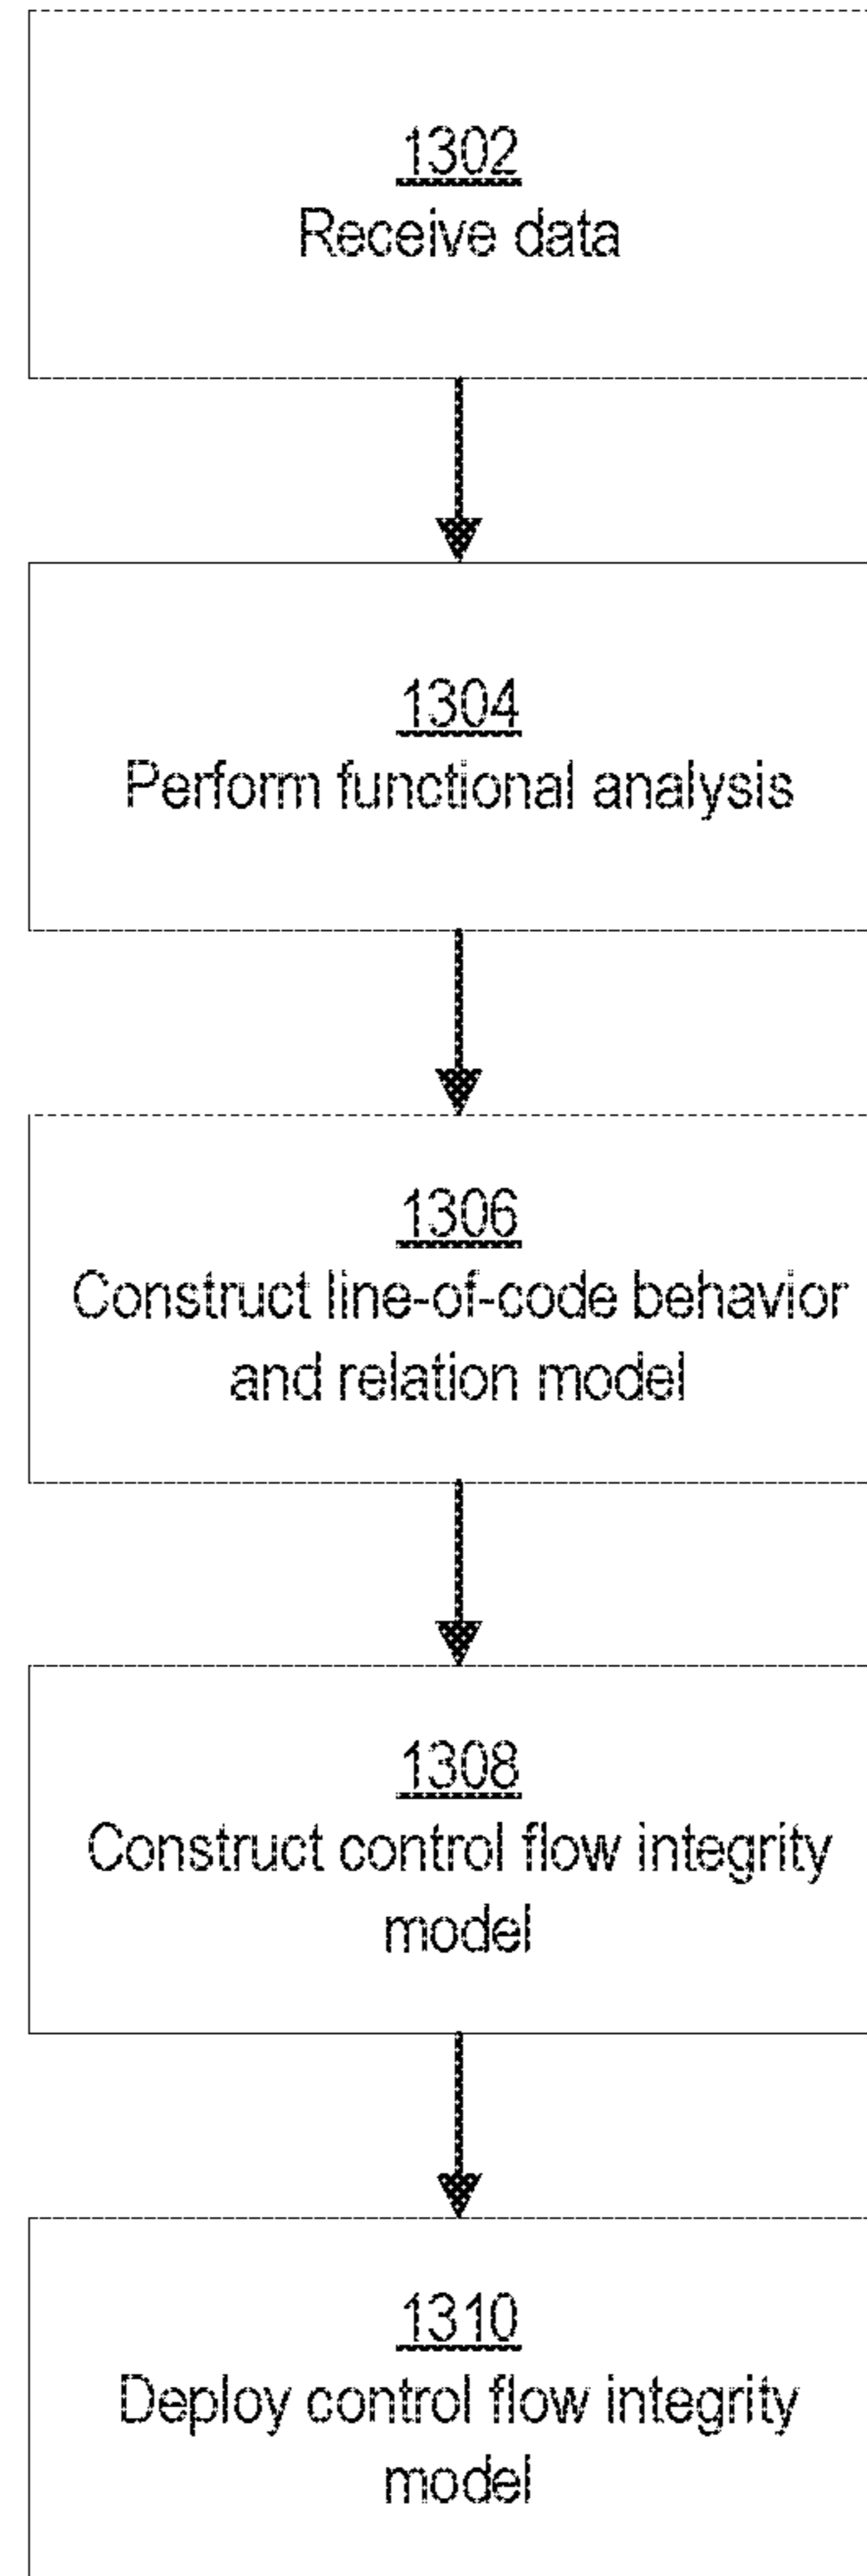 1302
Receive data
1304
Perform functional analysis
1306
Construct line-of-code behavior
and relation model
1308
Construct control flow integrity
model
1310
Deploy control flow integrity
model